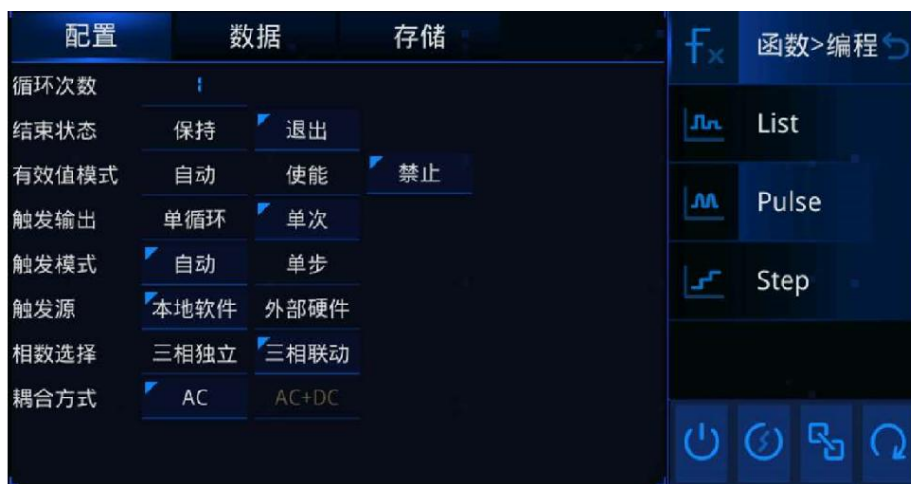 配置 数据 存储
循环次数 1
结束状态 保持 退出
有效值模式 自动 使能 禁止
触发输出 单循环 单次
触发模式 自动 单步
触发源 本地软件 外部硬件
相数选择 三相独立 三相联动
耦合方式 AC AC+DC
fx 函数>编程
List
Pulse
Step